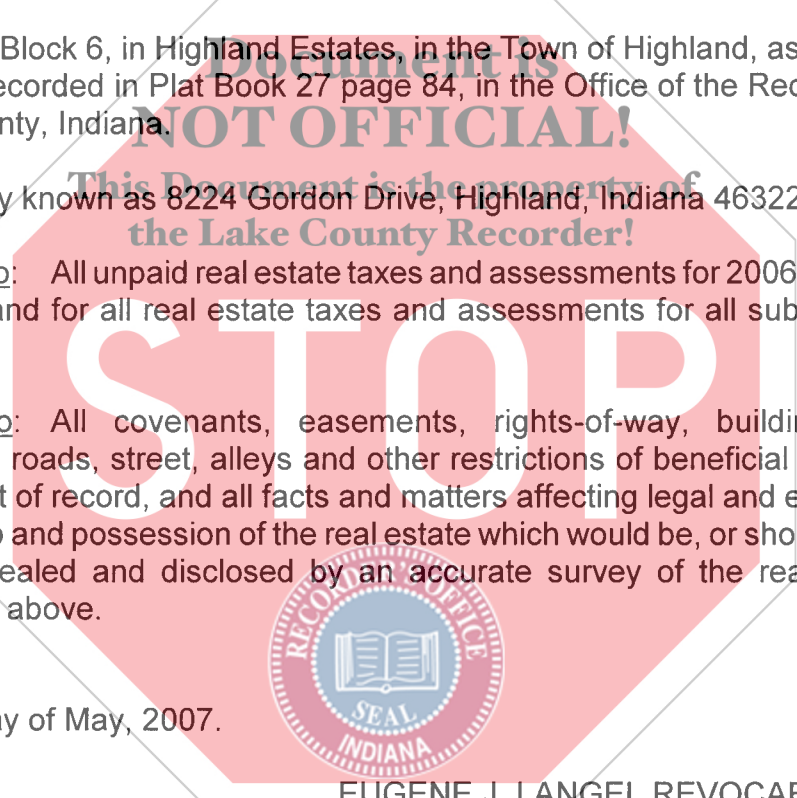 Block 6, in Highland Estates, in the Town of Highland, as
ecorded in Plat Book 27 page 84, in the Office of the Rec
nty, Indiana.
y known as 8224 Gordon Drive, Highland, Indiana 46322
o: All unpaid real estate taxes and assessments for 2006
and for all real estate taxes and assessments for all sub
o: All covenants, easements, rights-of-way, buildi
roads, street, alleys and other restrictions of beneficial
t of record, and all facts and matters affecting legal and e
o and possession of the real estate which would be, or sho
ealed and disclosed by an accurate survey of the rea
above.
ay of May, 2007.
EUGENE J. LANGEL REVOCAB
Document is
NOT OFFICIAL!
This Document is the property of
the Lake County Recorder!
STOP
RECORDER'S OFFICE
SEAL
INDIANA